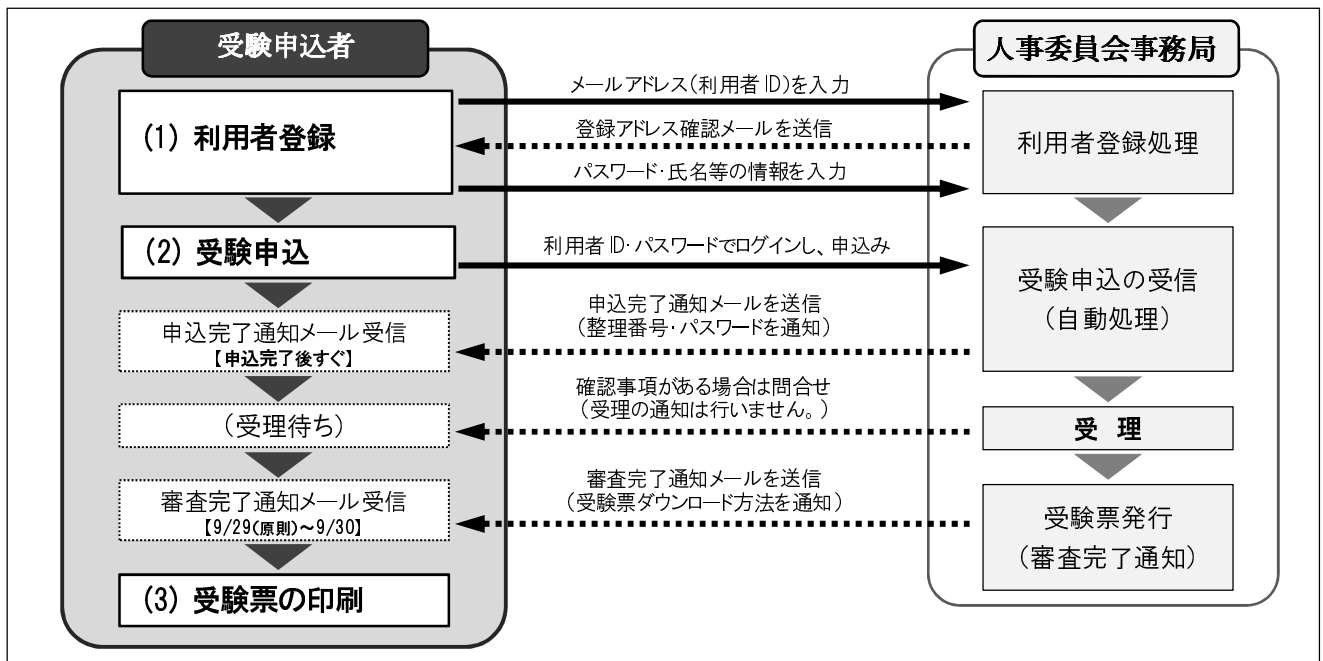 受験申込者
(1) 利用者登録
(2) 受験申込
申込完了通知メール受信
【申込完了後すぐ】
(受理待ち)
審査完了通知メール受信
【9/29(原則)～9/30】
(3) 受験票の印刷
メールアドレス(利用者ID)を入力
登録アドレス確認メールを送信
パスワード・氏名等の情報を入力
利用者ID・パスワードでログインし、申込み
申込完了通知メールを送信
(整理番号・パスワードを通知)
確認事項がある場合は問合せ
(受理の通知は行いません。)
審査完了通知メールを送信
(受験票ダウンロード方法を通知)
人事委員会事務局
利用者登録処理
受験申込の受信
(自動処理)
受 理
受験票発行
(審査完了通知)